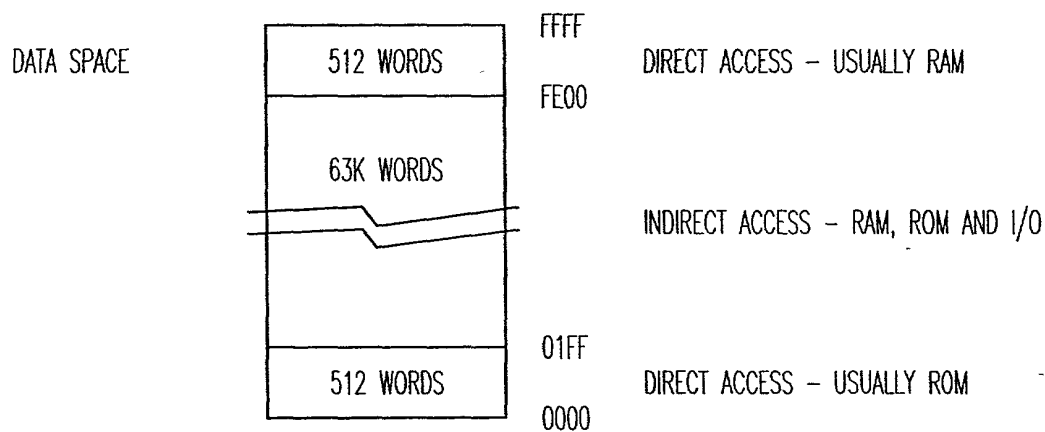 FFFF
DATA SPACE 512 WORDS DIRECT ACCESS - USUALLY RAM
FE00
63K WORDS
INDIRECT ACCESS - RAM, ROM AND I/O
01FF
512 WORDS DIRECT ACCESS - USUALLY ROM
0000